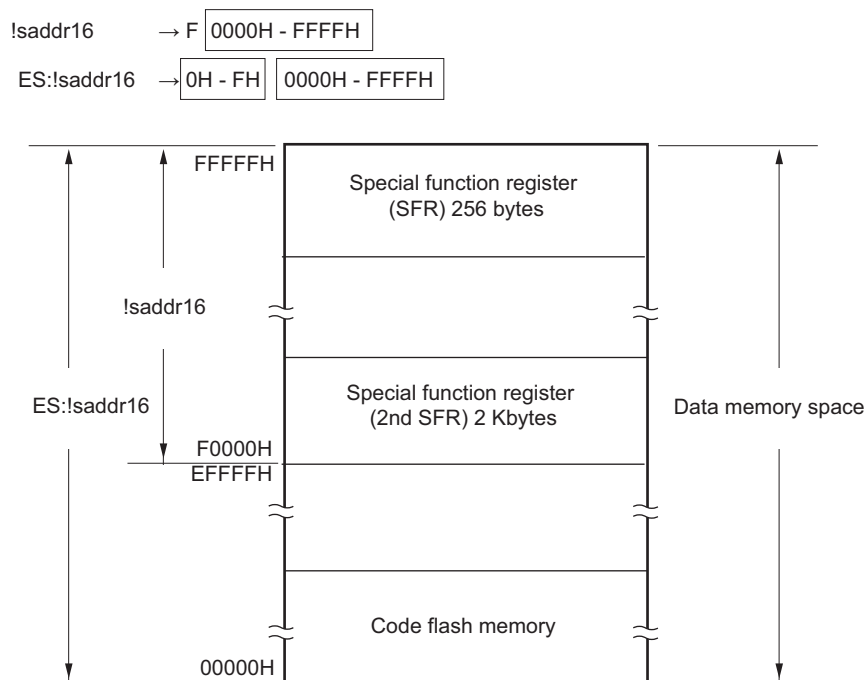 !saddr16 → F 0000H - FFFFH
ES:!saddr16 → 0H - FH 0000H - FFFFH
FFFFFH
Special function register
(SFR) 256 bytes
!saddr16
ES:!saddr16
Special function register
(2nd SFR) 2 Kbytes
Data memory space
F0000H
EFFFFH
Code flash memory
00000H